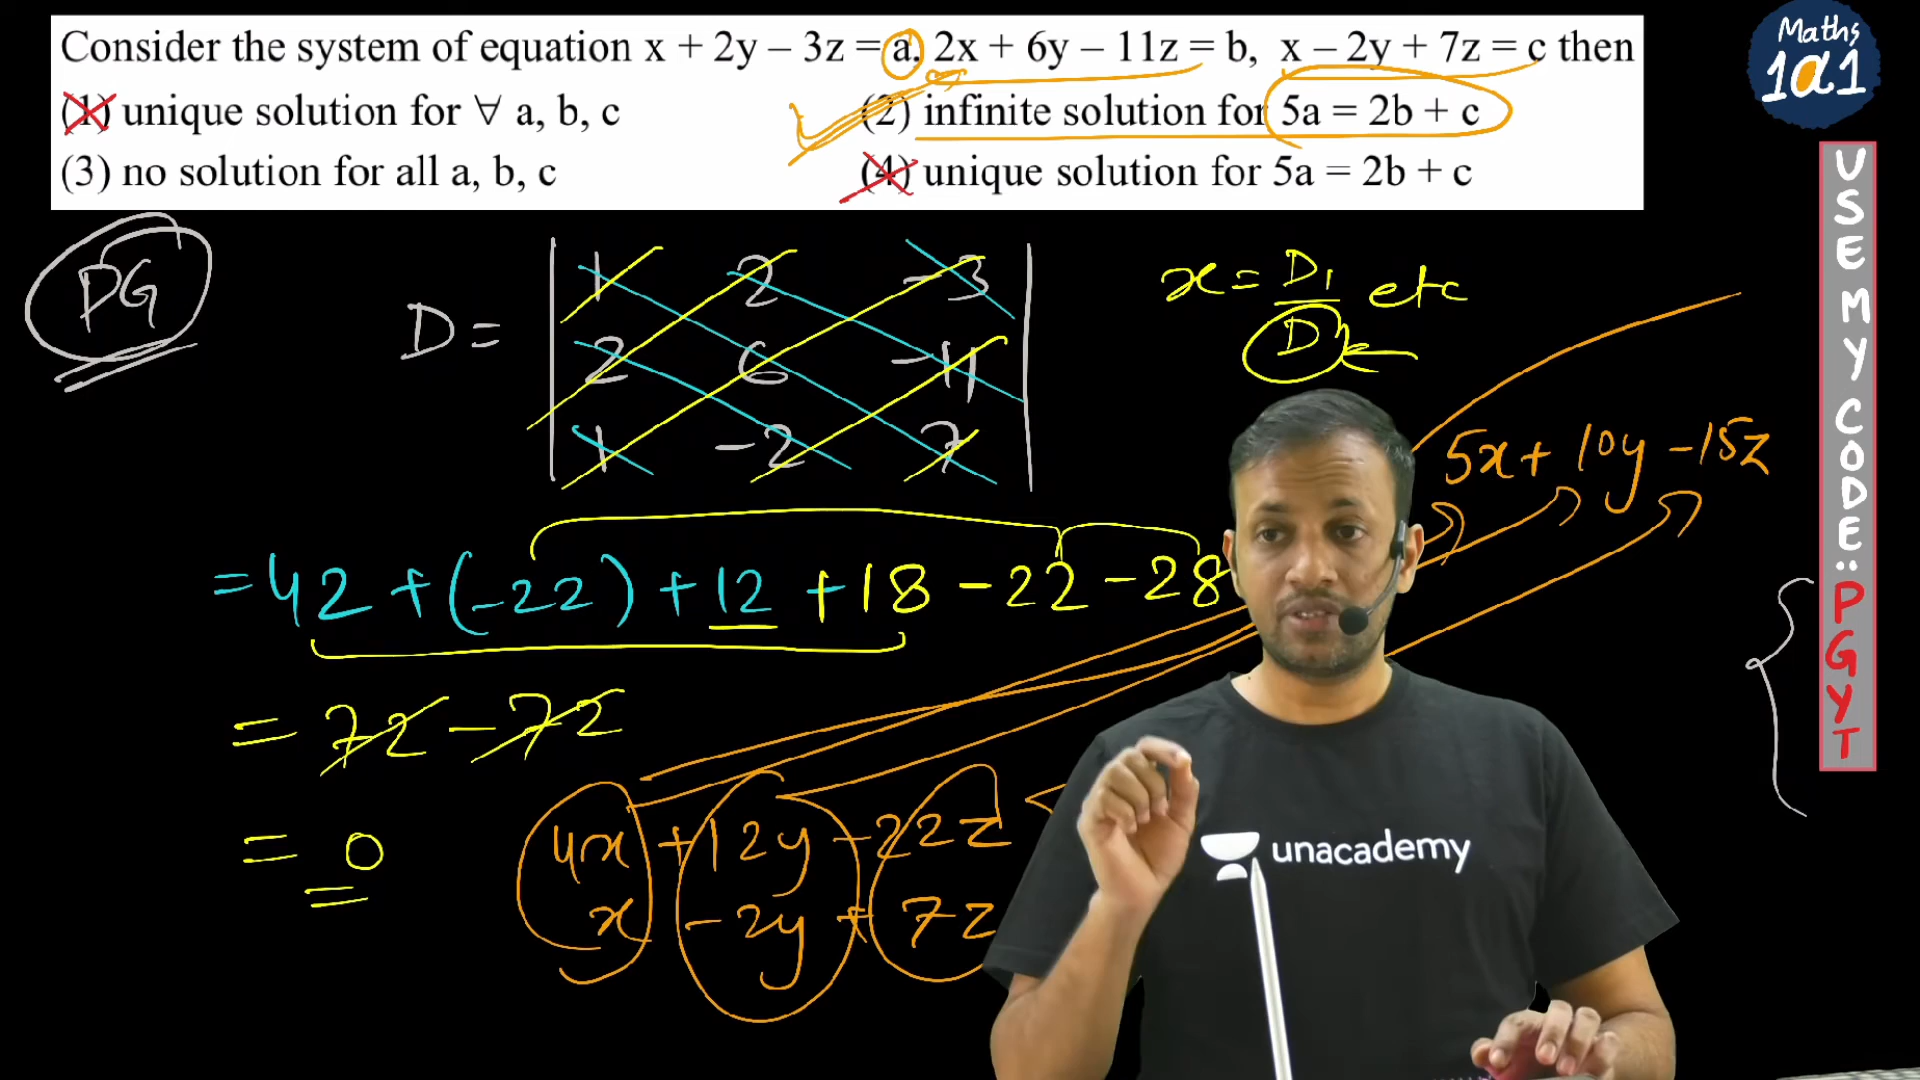 Consider the system of equation x + 2y – 3z = a, 2x + 6y – 11z = b, x – 2y + 7z = c then
(1) unique solution for ∀ a, b, c
(2) infinite solution for 5a = 2b + c
(3) no solution for all a, b, c
(4) unique solution for 5a = 2b + c
Maths
1a1
USE MY CODE:: PGYT
PG
D =
1 2 -3
2 6 -11
1 -2 7
x = D1/D etc
5x + 10y - 15z
= 42 + (-22) + 12 + 18 - 22 - 28
= 72 - 72
= 0
4x + 12y - 22z
x - 2y + 7z
unacademy